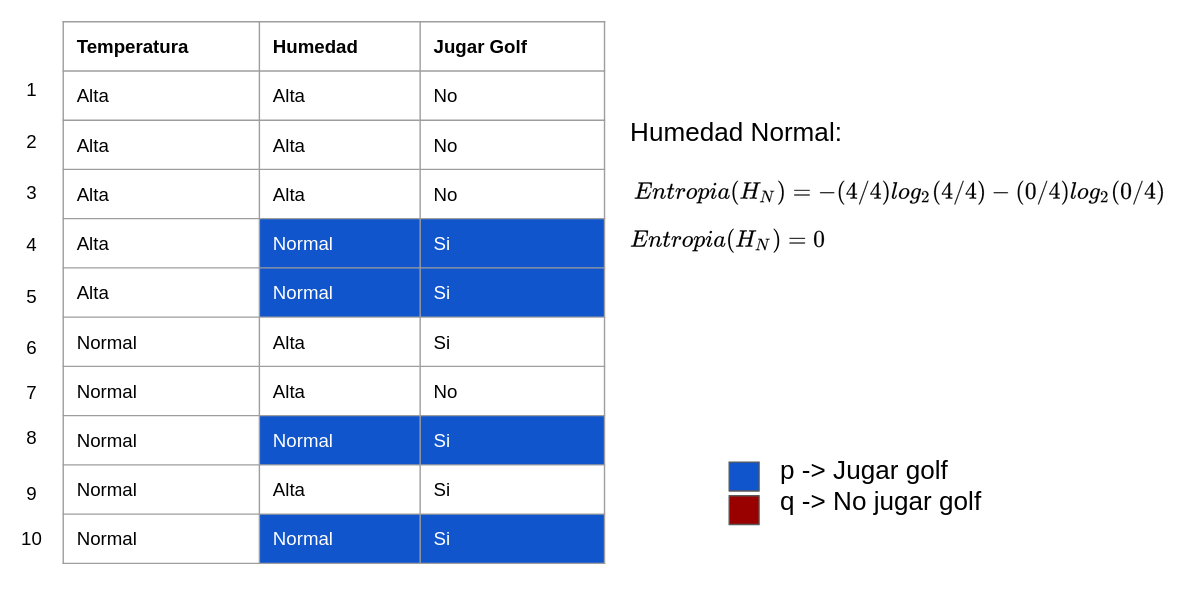 Temperatura Humedad Jugar Golf
1 Alta Alta No
2 Alta Alta No
3 Alta Alta No
4 Alta Normal Si
5 Alta Normal Si
6 Normal Alta Si
7 Normal Alta No
8 Normal Normal Si
9 Normal Alta Si
10 Normal Normal Si
Humedad Normal:
Entropia(H_N) = −(4/4)log_2(4/4) − (0/4)log_2(0/4)
Entropia(H_N) = 0
p -> Jugar golf
q -> No jugar golf